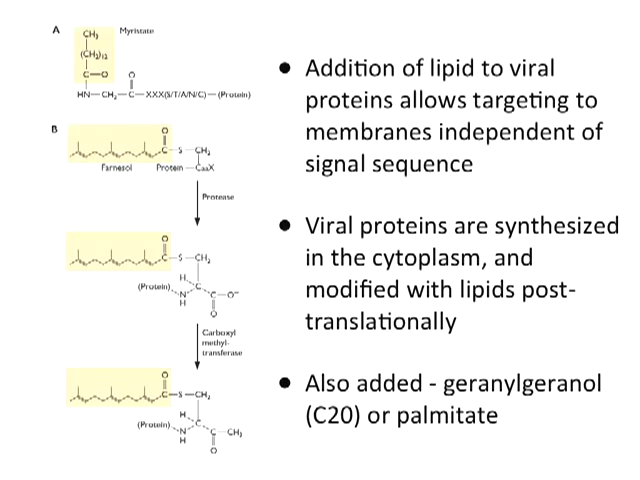 A
Myristate
CH₃
(CH₂)₁₂
C—O O
HN—CH₂—C—XXX(S/T/A/N/C)—(Protein)
B
O
C S CH₂
Farnesol Protein CaaX
Protease
O
C—S—CH₂
H
(Protein) N C C—O⁻
H
O
Carboxyl
methyl-
transferase
O
C—S—CH₂
H
(Protein) N C C CH₃
H
O
• Addition of lipid to viral
proteins allows targeting to
membranes independent of
signal sequence
• Viral proteins are synthesized
in the cytoplasm, and
modified with lipids post-
translationally
• Also added - geranylgeranol
(C20) or palmitate